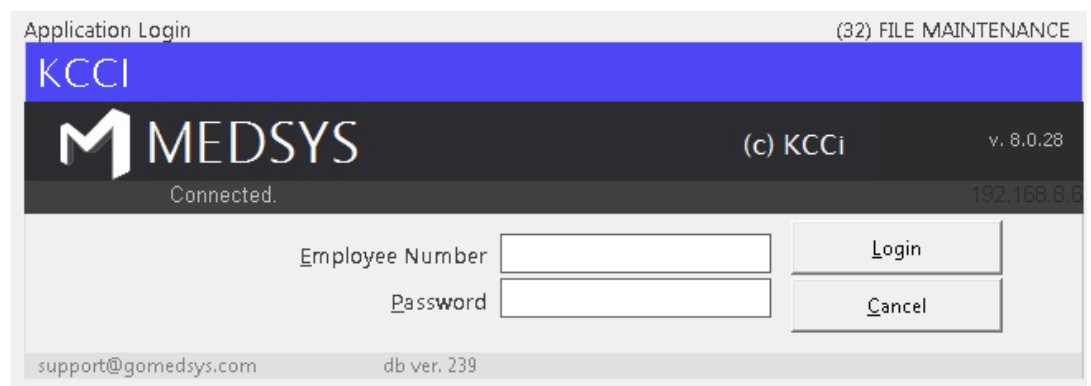 Application Login (32) FILE MAINTENANCE
KCCI
MEDSYS (c) KCCi v. 8.0.28
Connected. 192.168.8.6
Employee Number Login
Password Cancel
support@gomedsys.com db ver. 239